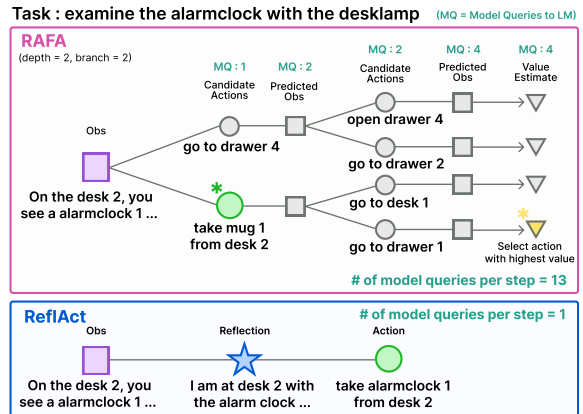 Task : examine the alarmclock with the desklamp (MQ = Model Queries to LM)
RAFA
(depth = 2, branch = 2)
MQ : 1
MQ : 2
MQ : 2
MQ : 4
MQ : 4
Candidate
Actions
Predicted
Obs
Candidate
Actions
Predicted
Obs
Value
Estimate
Obs
On the desk 2, you
see a alarmclock 1 ...
go to drawer 4
*
take mug 1
from desk 2
open drawer 4
go to drawer 2
go to desk 1
go to drawer 1
*
Select action
with highest value
# of model queries per step = 13
ReflAct
# of model queries per step = 1
Obs
Reflection
Action
On the desk 2, you
see a alarmclock 1 ...
I am at desk 2 with
the alarm clock ...
take alarmclock 1
from desk 2